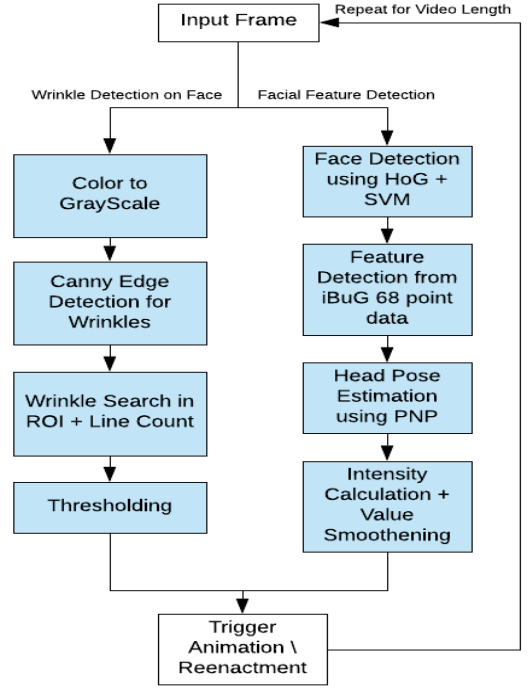 Repeat for Video Length
Input Frame
Wrinkle Detection on Face
Facial Feature Detection
Color to
GrayScale
Canny Edge
Detection for
Wrinkles
Wrinkle Search in
ROI + Line Count
Thresholding
Face Detection
using HoG +
SVM
Feature
Detection from
iBuG 68 point
data
Head Pose
Estimation
using PNP
Intensity
Calculation +
Value
Smoothening
Trigger
Animation \
Reenactment